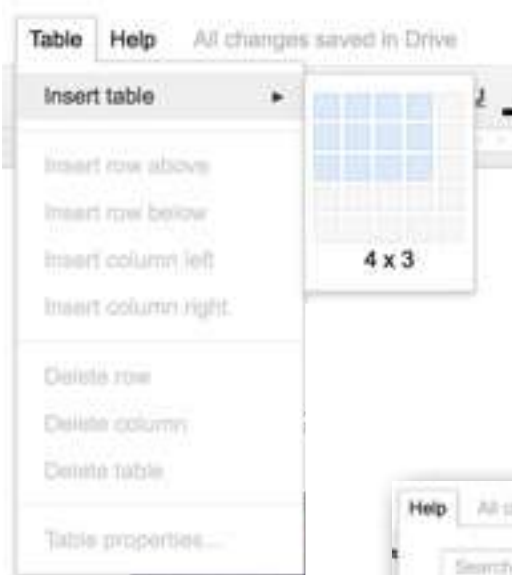 Table Help All changes saved in Drive
Insert table
4 x 3
Insert row above
Insert row below
Insert column left
Insert column right
Delete row
Delete column
Delete table
Table properties...
Help All
Search